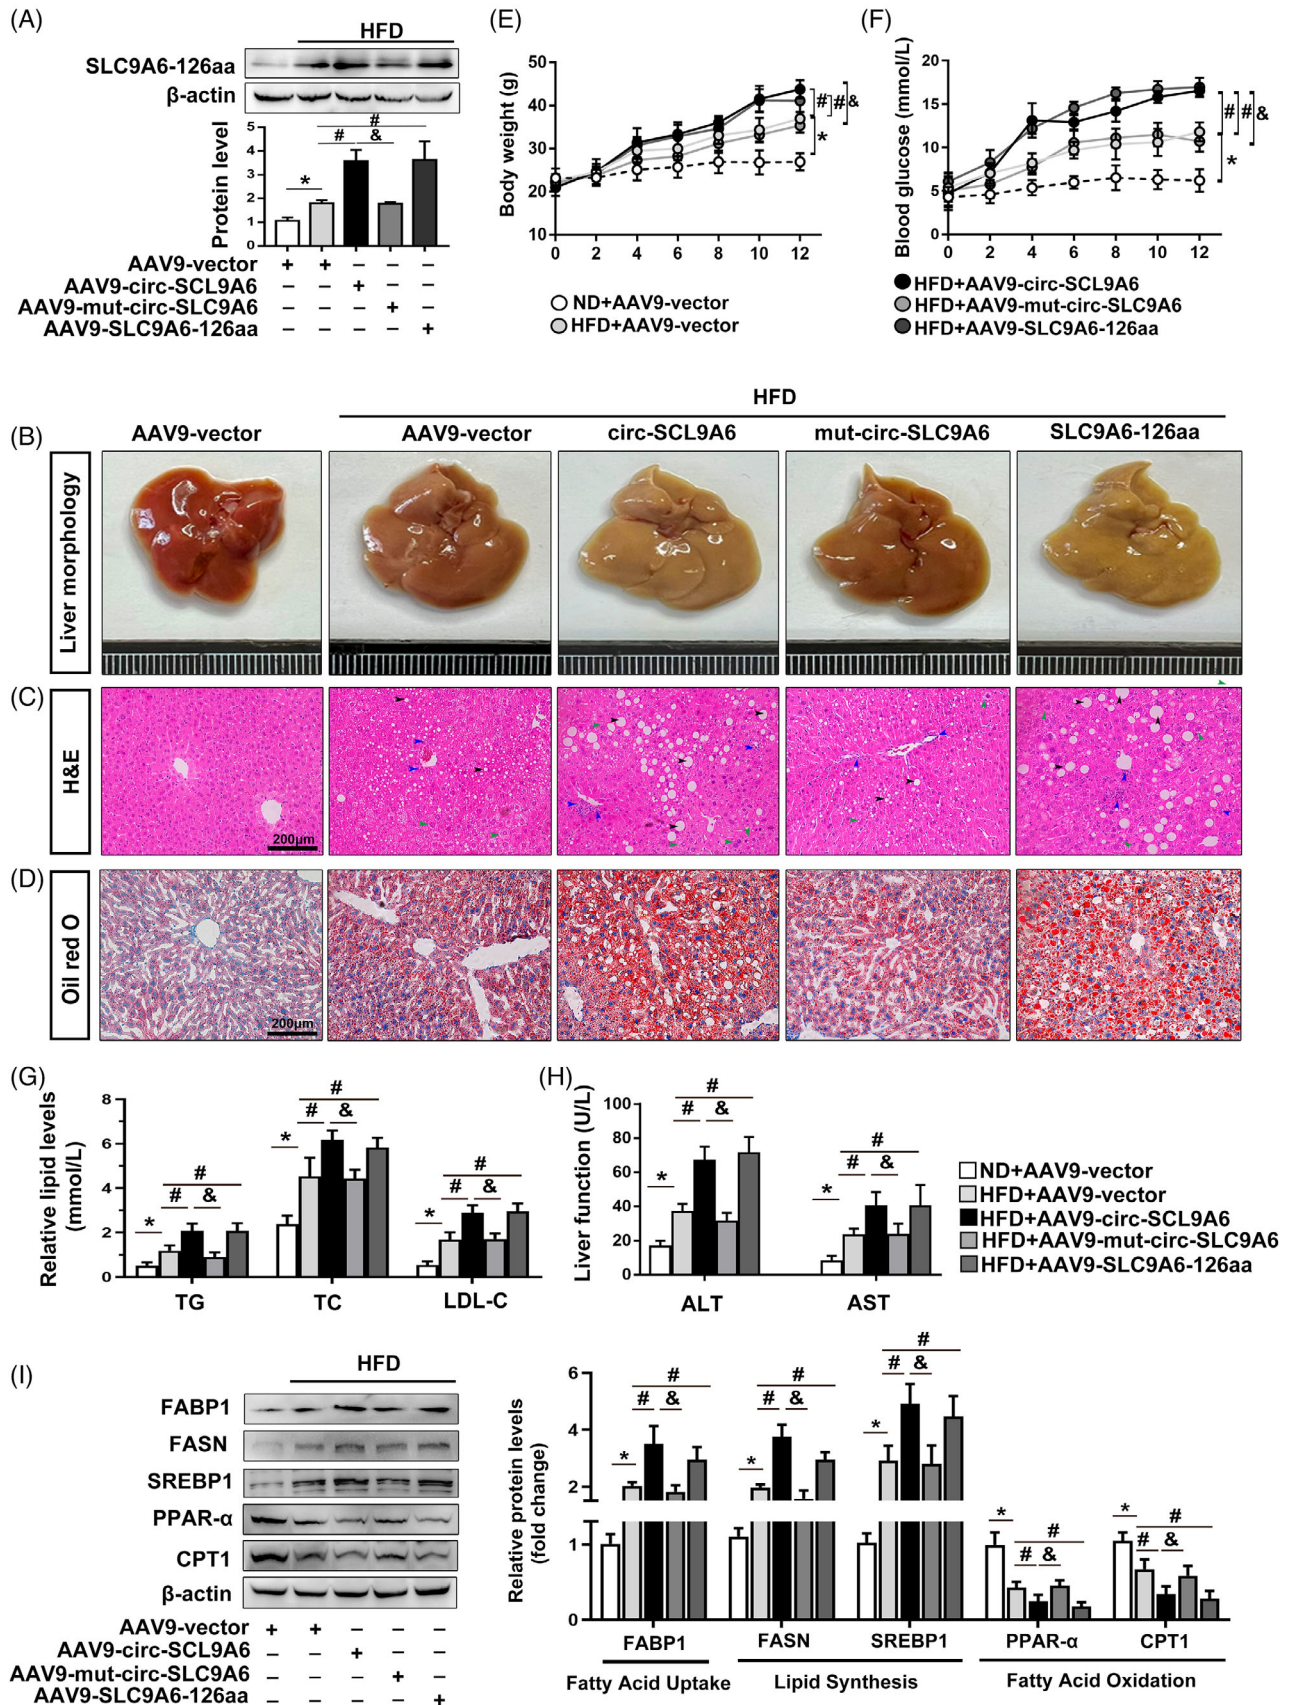 (A)
HFD
SLC9A6-126aa
β-actin
Protein level
5
4
3
2
1
0
*
#
&
#
AAV9-vector + + – – –
AAV9-circ-SCL9A6 – – + – –
AAV9-mut-circ-SLC9A6 – – – + –
AAV9-SLC9A6-126aa – – – – +
(E)
Body weight (g)
50
40
30
20
10
0 2 4 6 8 10 12
# # &
*
ND+AAV9-vector
HFD+AAV9-vector
(F)
Blood glucose (mmol/L)
20
15
10
5
0
0 2 4 6 8 10 12
# # &
*
HFD+AAV9-circ-SCL9A6
HFD+AAV9-mut-circ-SLC9A6
HFD+AAV9-SLC9A6-126aa
HFD
(B)
AAV9-vector AAV9-vector circ-SCL9A6 mut-circ-SLC9A6 SLC9A6-126aa
Liver morphology
(C)
H&E
200μm
(D)
Oil red O
200μm
(G)
Relative lipid levels
(mmol/L)
8
6
4
2
0
* # & #
* # & #
* # & #
TG TC LDL-C
(H)
Liver function (U/L)
100
80
60
40
20
0
* # & #
* # & #
ALT AST
ND+AAV9-vector
HFD+AAV9-vector
HFD+AAV9-circ-SCL9A6
HFD+AAV9-mut-circ-SLC9A6
HFD+AAV9-SLC9A6-126aa
(I)
HFD
FABP1
FASN
SREBP1
PPAR-α
CPT1
β-actin
AAV9-vector + + – – –
AAV9-circ-SCL9A6 – – + – –
AAV9-mut-circ-SLC9A6 – – – + –
AAV9-SLC9A6-126aa – – – – +
Relative protein levels
(fold change)
6
4
2
1
0
* # & #
* # & #
* # & #
* # & #
* # & #
FABP1 FASN SREBP1 PPAR-α CPT1
Fatty Acid Uptake Lipid Synthesis Fatty Acid Oxidation